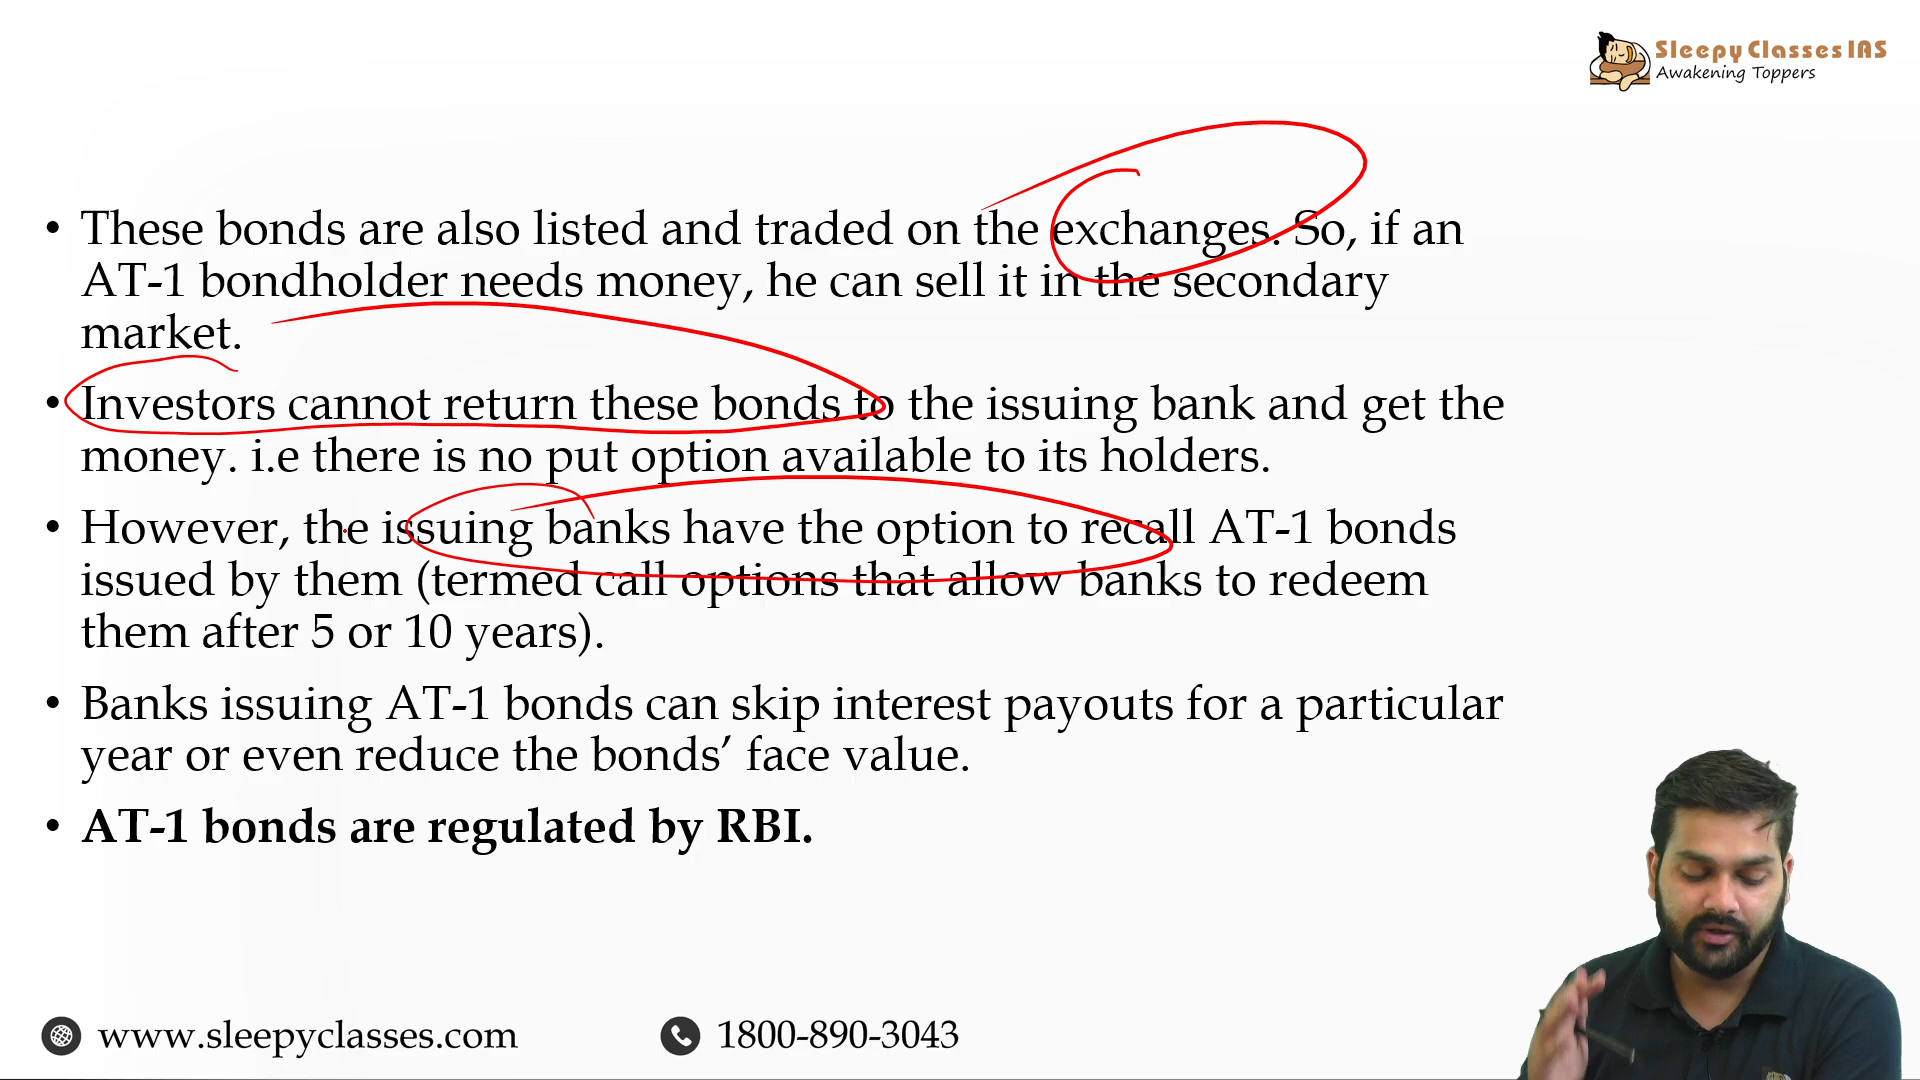 Sleepy Classes IAS
Awakening Toppers
• These bonds are also listed and traded on the exchanges. So, if an
AT-1 bondholder needs money, he can sell it in the secondary
market.
• Investors cannot return these bonds to the issuing bank and get the
money. i.e there is no put option available to its holders.
• However, the issuing banks have the option to recall AT-1 bonds
issued by them (termed call options that allow banks to redeem
them after 5 or 10 years).
• Banks issuing AT-1 bonds can skip interest payouts for a particular
year or even reduce the bonds’ face value.
• AT-1 bonds are regulated by RBI.
www.sleepyclasses.com
1800-890-3043